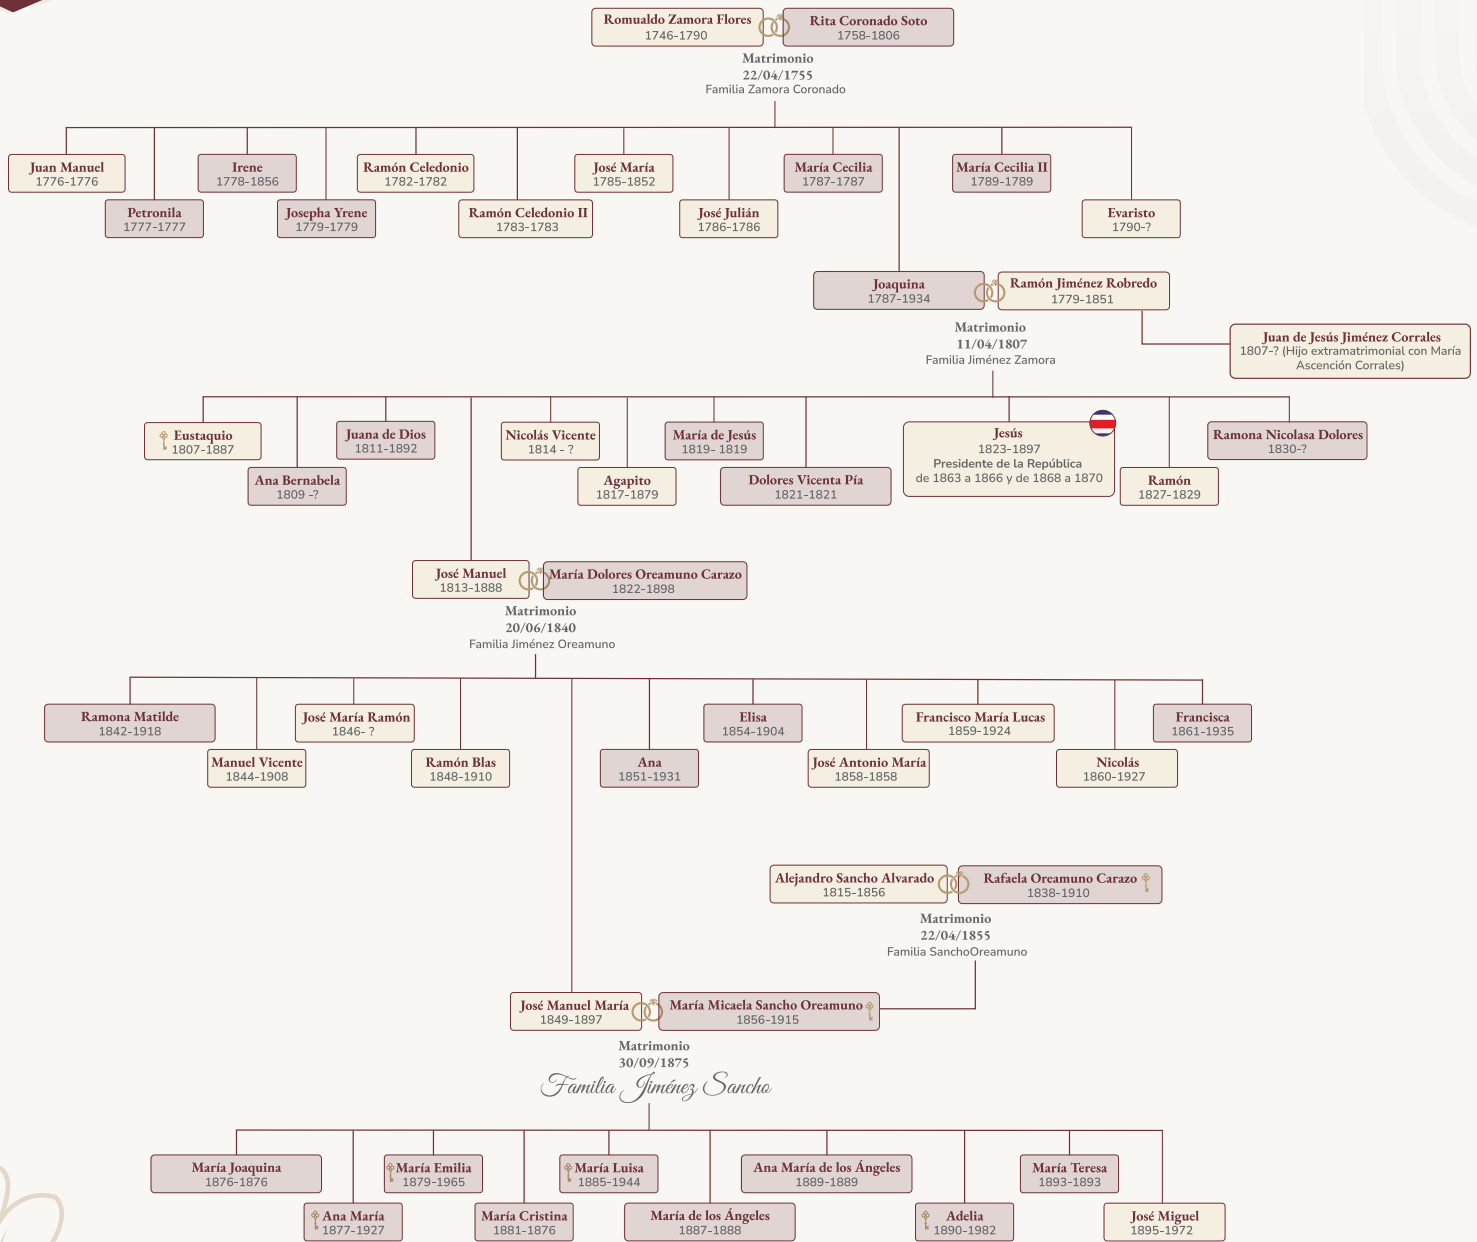 Romualdo Zamora Flores
1746-1790
Rita Coronado Soto
1758-1806
Matrimonio
22/04/1755
Familia Zamora Coronado
Juan Manuel
1776-1776
Petronila
1777-1777
Irene
1778-1856
Josepha Yrene
1779-1779
Ramón Celedonio
1782-1782
Ramón Celedonio II
1783-1783
José María
1785-1852
José Julián
1786-1786
María Cecilia
1787-1787
María Cecilia II
1789-1789
Evaristo
1790-?
Joaquina
1787-1934
Ramón Jiménez Robredo
1779-1851
Matrimonio
11/04/1807
Familia Jiménez Zamora
Juan de Jesús Jiménez Corrales
1807-? (Hijo extramatrimonial con María
Ascención Corrales)
Eustaquio
1807-1887
Ana Bernabela
1809 -?
Juana de Dios
1811-1892
Nicolás Vicente
1814 - ?
Agapito
1817-1879
María de Jesús
1819- 1819
Dolores Vicenta Pía
1821-1821
Jesús
1823-1897
Presidente de la República
de 1863 a 1866 y de 1868 a 1870
Ramón
1827-1829
Ramona Nicolasa Dolores
1830-?
José Manuel
1813-1888
María Dolores Oreamuno Carazo
1822-1898
Matrimonio
20/06/1840
Familia Jiménez Oreamuno
Ramona Matilde
1842-1918
Manuel Vicente
1844-1908
José María Ramón
1846- ?
Ramón Blas
1848-1910
Ana
1851-1931
Elisa
1854-1904
José Antonio María
1858-1858
Francisco María Lucas
1859-1924
Nicolás
1860-1927
Francisca
1861-1935
Alejandro Sancho Alvarado
1815-1856
Rafaela Oreamuno Carazo
1838-1910
Matrimonio
22/04/1855
Familia SanchoOreamuno
José Manuel María
1849-1897
María Micaela Sancho Oreamuno
1856-1915
Matrimonio
30/09/1875
Familia Jiménez Sancho
María Joaquina
1876-1876
Ana María
1877-1927
María Emilia
1879-1965
María Cristina
1881-1876
María Luisa
1885-1944
María de los Ángeles
1887-1888
Ana María de los Ángeles
1889-1889
Adelia
1890-1982
María Teresa
1893-1893
José Miguel
1895-1972